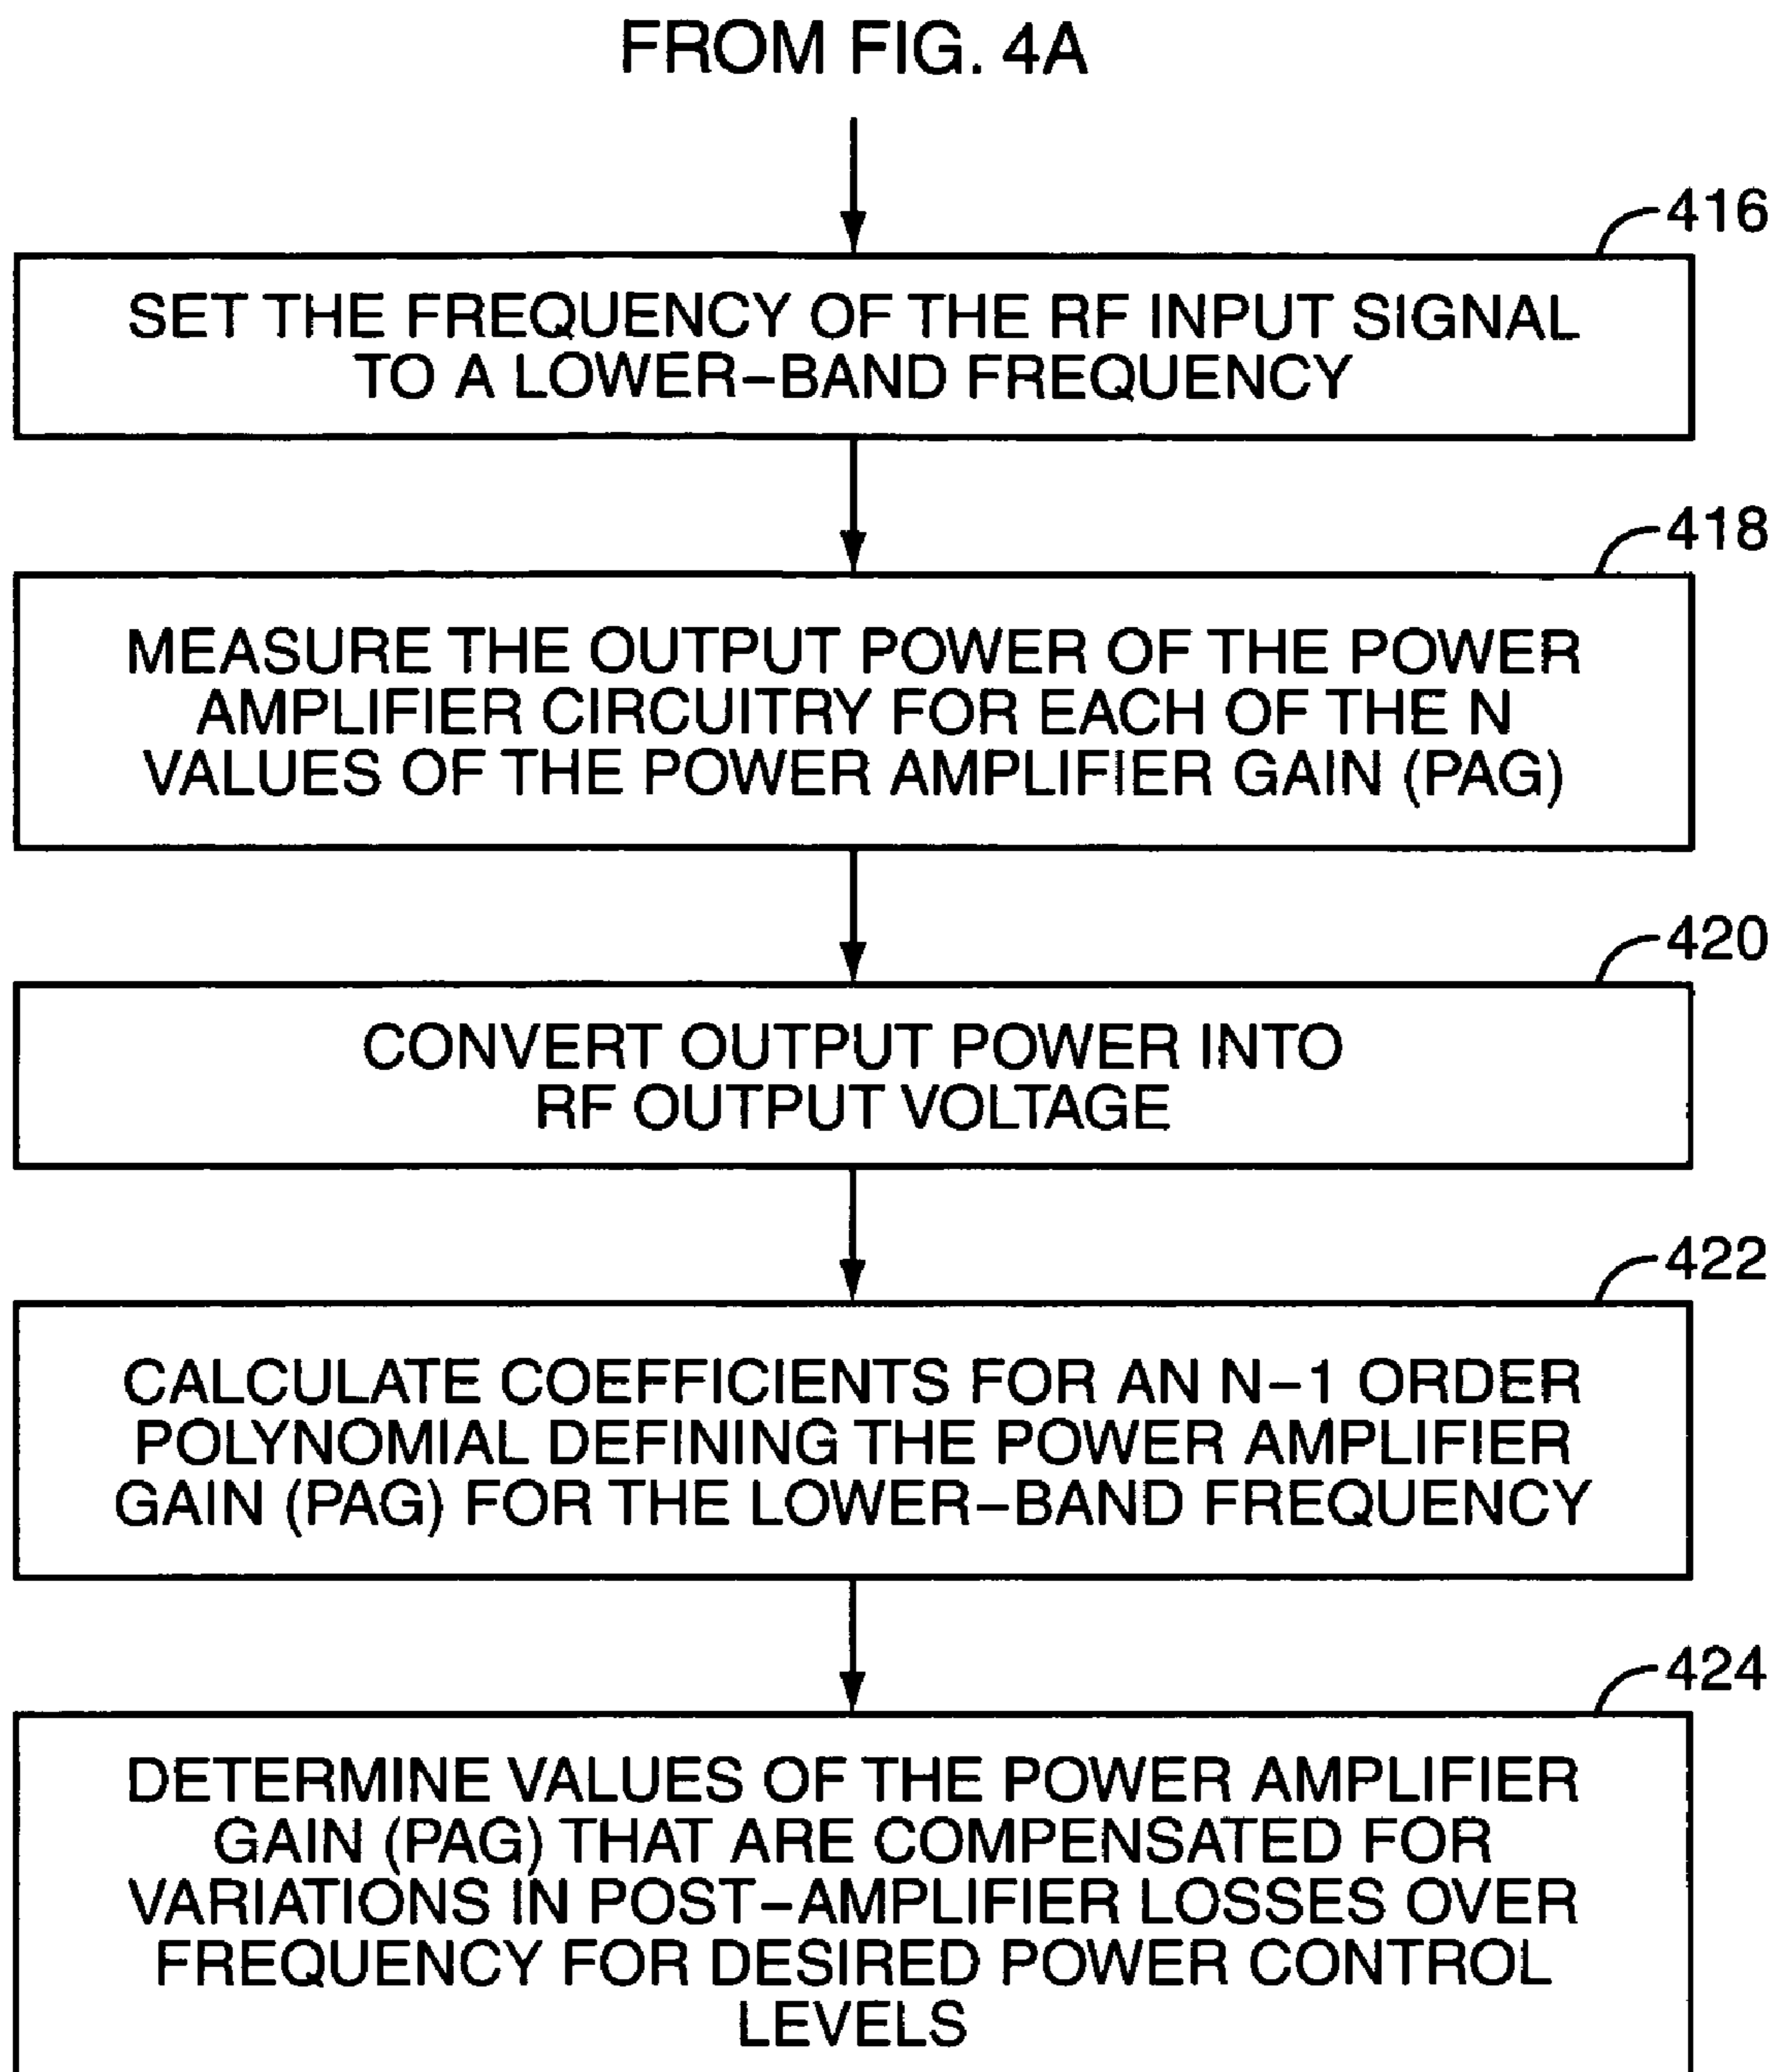 FROM FIG. 4A
416
SET THE FREQUENCY OF THE RF INPUT SIGNAL
TO A LOWER–BAND FREQUENCY
418
MEASURE THE OUTPUT POWER OF THE POWER
AMPLIFIER CIRCUITRY FOR EACH OF THE N
VALUES OF THE POWER AMPLIFIER GAIN (PAG)
420
CONVERT OUTPUT POWER INTO
RF OUTPUT VOLTAGE
422
CALCULATE COEFFICIENTS FOR AN N–1 ORDER
POLYNOMIAL DEFINING THE POWER AMPLIFIER
GAIN (PAG) FOR THE LOWER–BAND FREQUENCY
424
DETERMINE VALUES OF THE POWER AMPLIFIER
GAIN (PAG) THAT ARE COMPENSATED FOR
VARIATIONS IN POST–AMPLIFIER LOSSES OVER
FREQUENCY FOR DESIRED POWER CONTROL
LEVELS